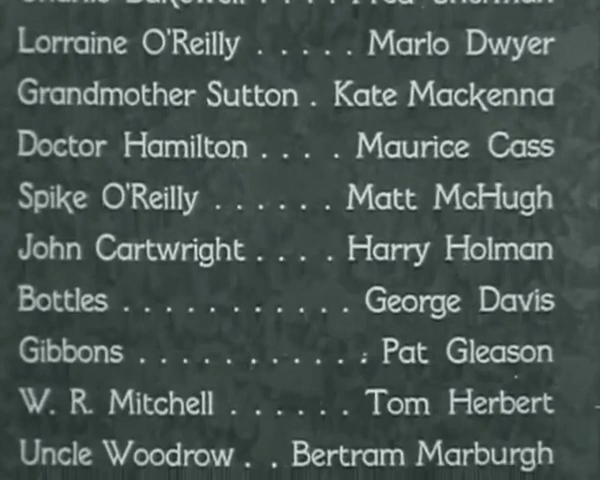 Lorraine O'Reilly . . . . . Marlo Dwyer
Grandmother Sutton . Kate Mackenna
Doctor Hamilton . . . . Maurice Cass
Spike O'Reilly . . . . . . Matt McHugh
John Cartwright . . . . Harry Holman
Bottles . . . . . . . . . . . George Davis
Gibbons . . . . . . . . . . . Pat Gleason
W. R. Mitchell . . . . . . Tom Herbert
Uncle Woodrow . . Bertram Marburgh